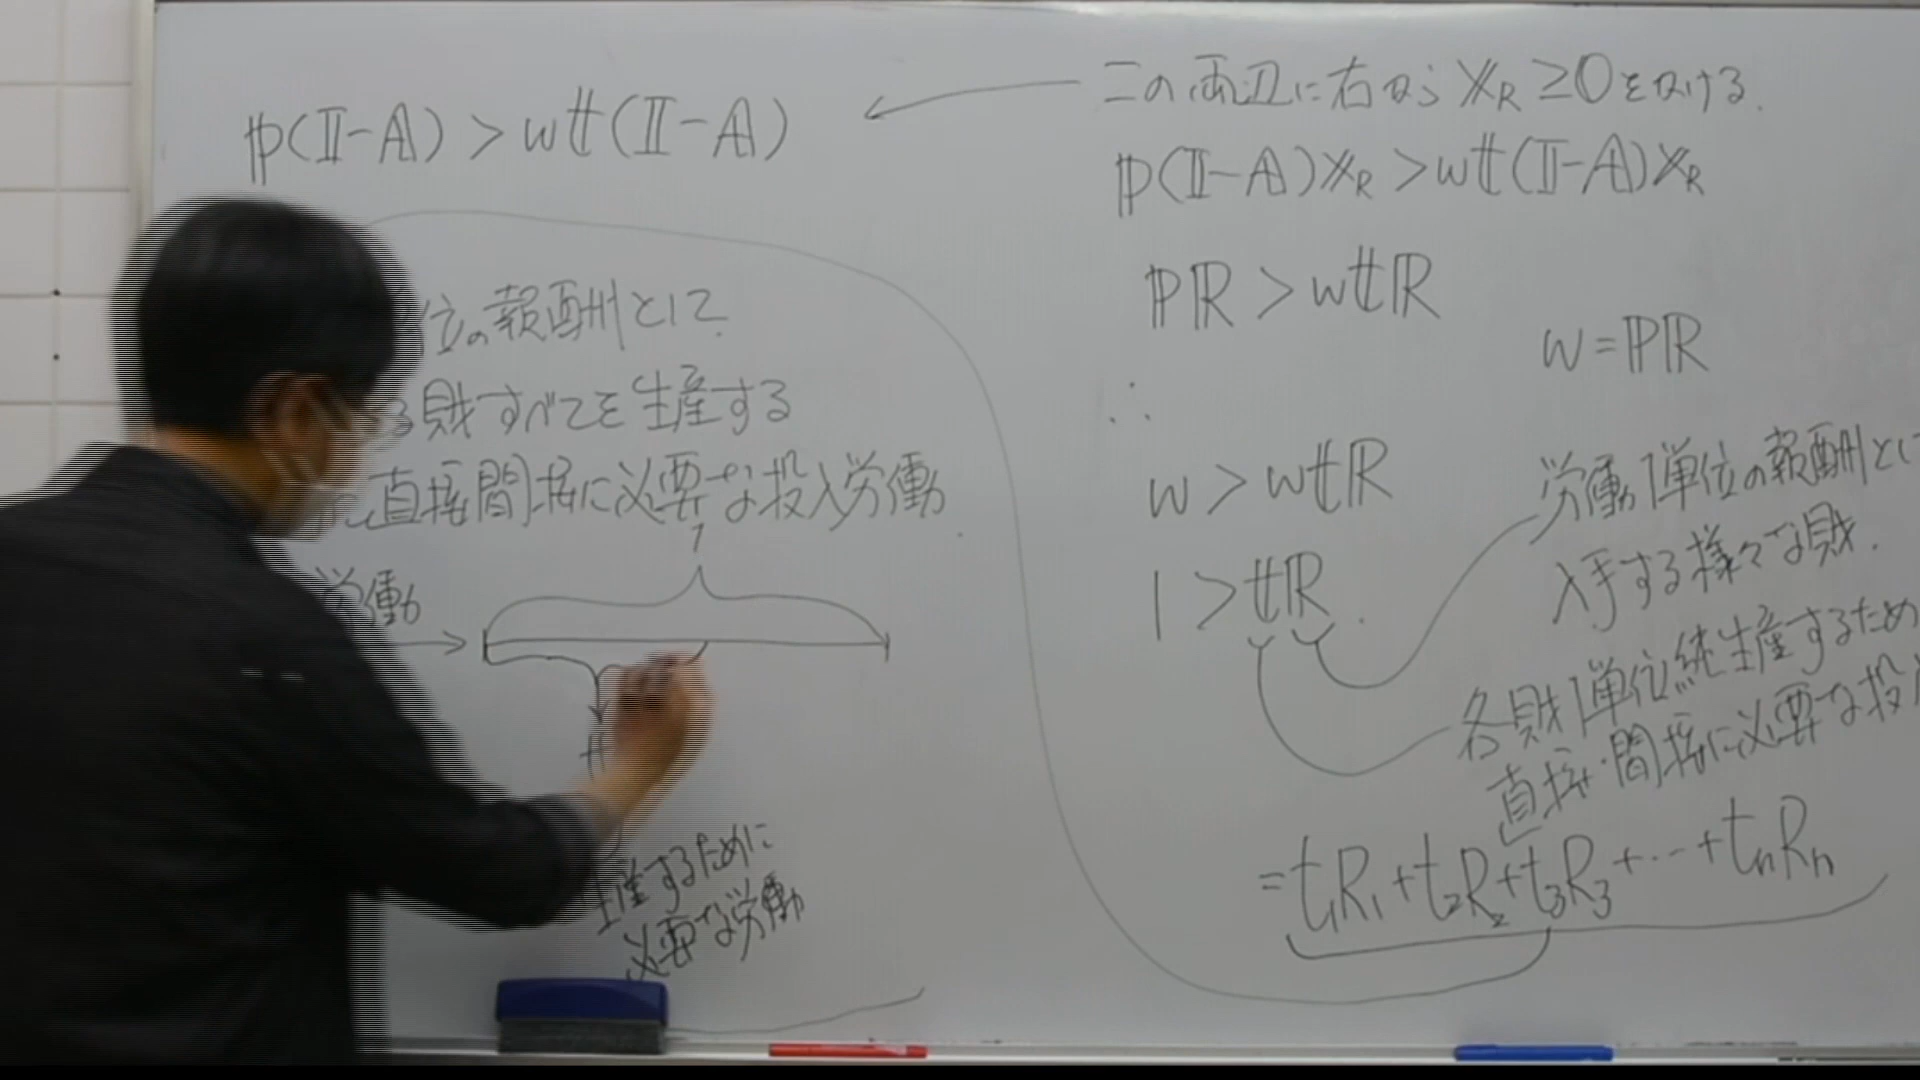 ℙ(𝕀-𝔸) > w𝕥(𝕀-𝔸)
位の報酬として
る財すべてを生産する
直接間接に必要な投入労働
労働
1
生産するために
必要な労働
この両辺に右から 𝕏R ≥ 0 をかける.
ℙ(𝕀-𝔸)𝕏R > w𝕥(𝕀-𝔸)𝕏R
ℙℝ > w𝕥ℝ
w = ℙℝ
∴
w > w𝕥ℝ
1 > 𝕥ℝ.
労働1単位の報酬とし
入手する様々な財.
各財1単位純生産するため
直接・間接に必要な投
= t₁R₁ + t₂R₂ + t₃R₃ + … + tₙRₙ